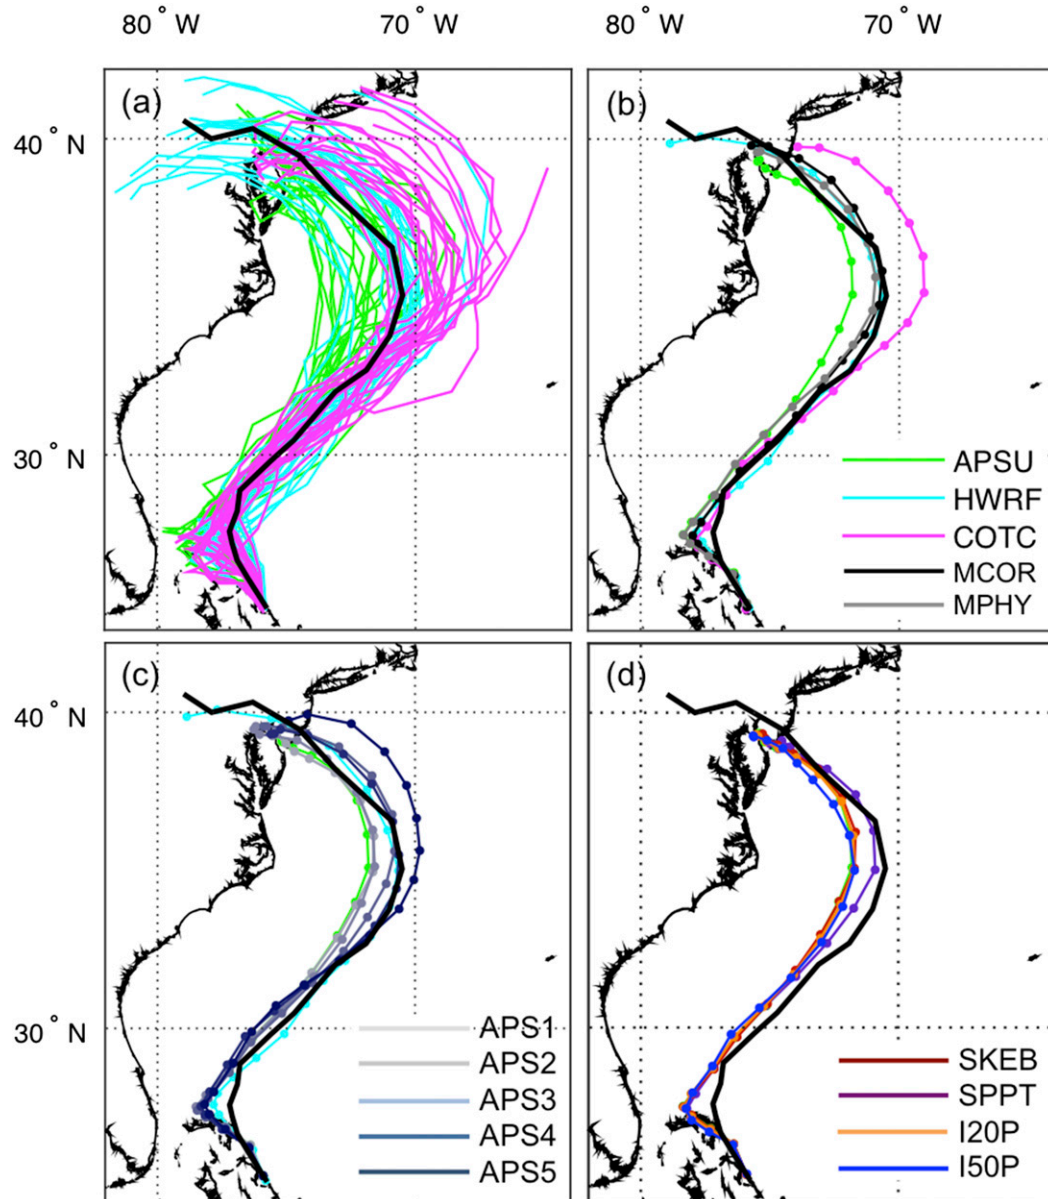 80 ° W 70 ° W 80 ° W 70 ° W
(a) (b)
40 ° N
30 ° N
APSU
HWRF
COTC
MCOR
MPHY
(c) (d)
40 ° N
30 ° N
APS1
APS2
APS3
APS4
APS5
SKEB
SPPT
I20P
I50P